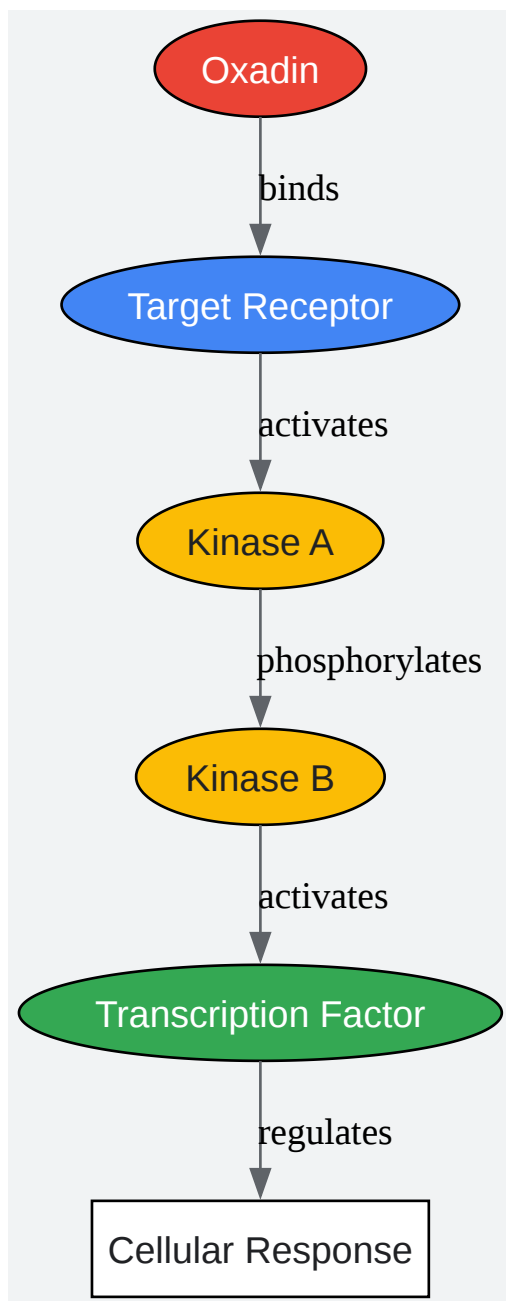 Oxadin
binds
Target Receptor
activates
Kinase A
phosphorylates
Kinase B
activates
Transcription Factor
regulates
Cellular Response